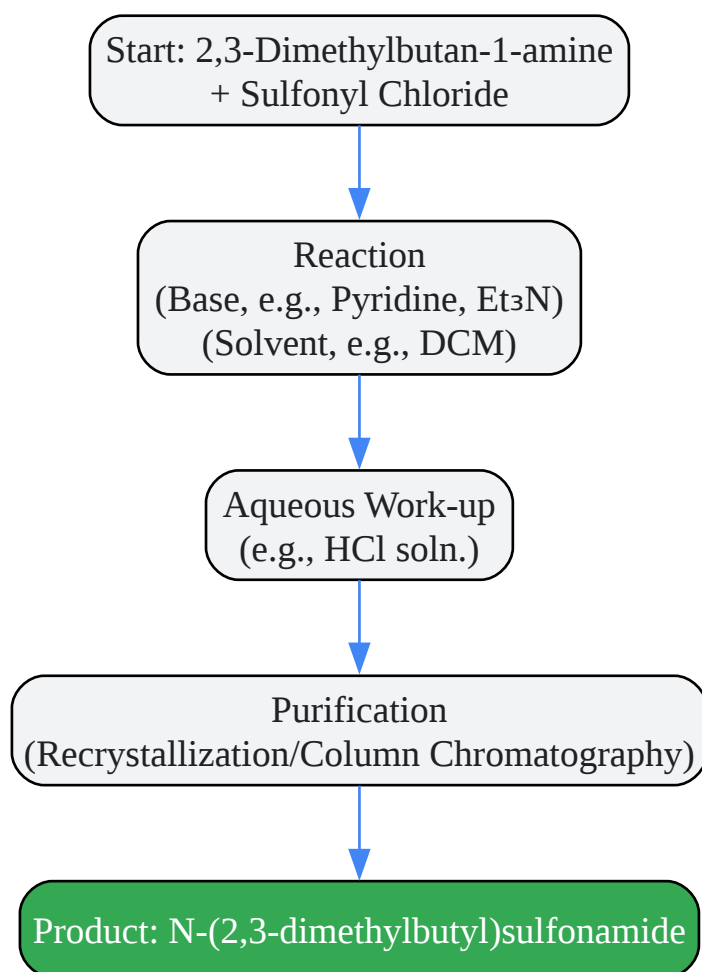 Start: 2,3-Dimethylbutan-1-amine
+ Sulfonyl Chloride
Reaction
(Base, e.g., Pyridine, Et₃N)
(Solvent, e.g., DCM)
Aqueous Work-up
(e.g., HCl soln.)
Purification
(Recrystallization/Column Chromatography)
Product: N-(2,3-dimethylbutyl)sulfonamide